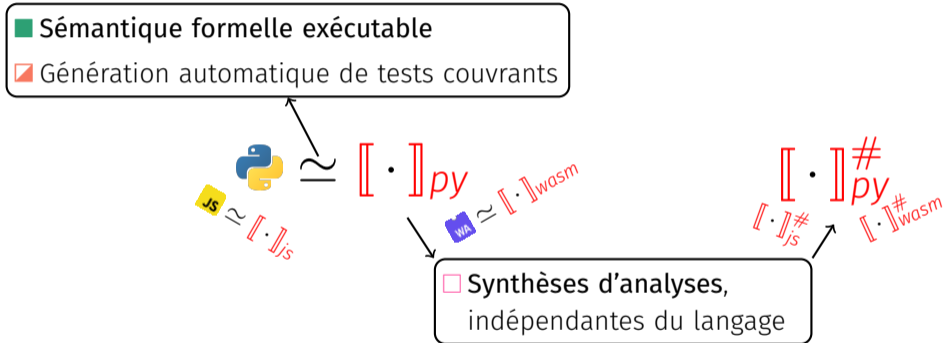 Sémantique formelle exécutable
Génération automatique de tests couvrants
≃ ⟦·⟧py
⟦·⟧#py
JS ≃ ⟦·⟧js
WA ≃ ⟦·⟧wasm
⟦·⟧#js
⟦·⟧#wasm
Synthèses d’analyses,
indépendantes du langage